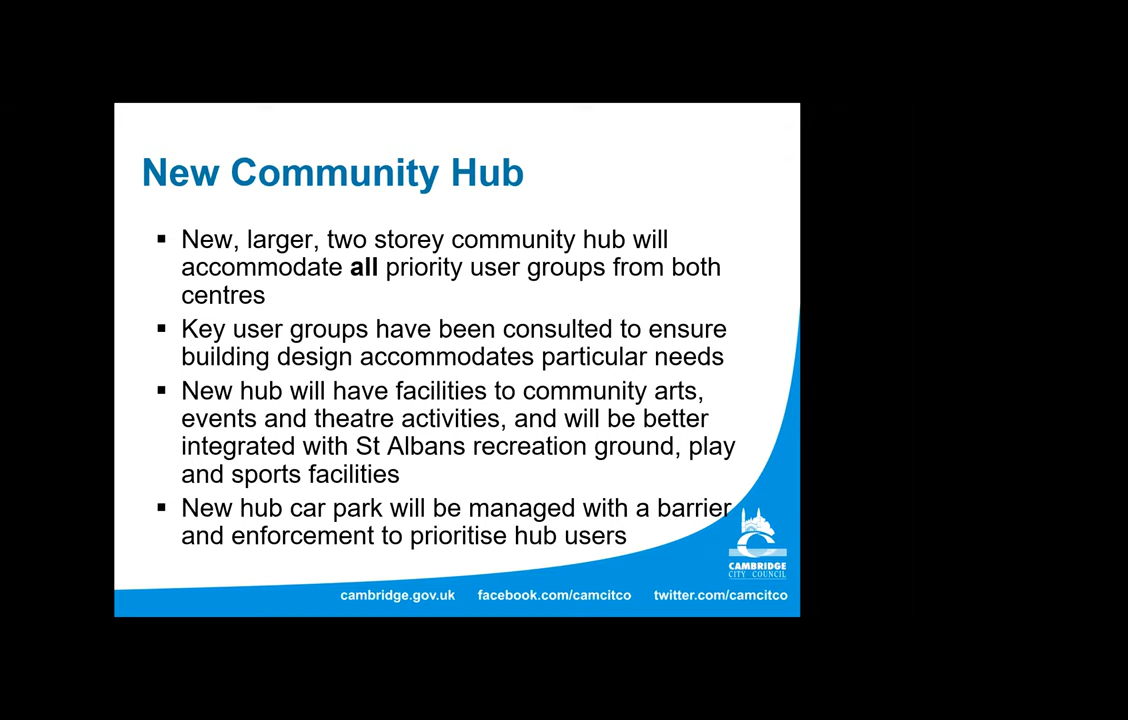 New Community Hub
▪ New, larger, two storey community hub will
accommodate all priority user groups from both
centres
▪ Key user groups have been consulted to ensure
building design accommodates particular needs
▪ New hub will have facilities to community arts,
events and theatre activities, and will be better
integrated with St Albans recreation ground, play
and sports facilities
▪ New hub car park will be managed with a barrier
and enforcement to prioritise hub users
CAMBRIDGE
CITY COUNCIL
cambridge.gov.uk facebook.com/camcitco twitter.com/camcitco